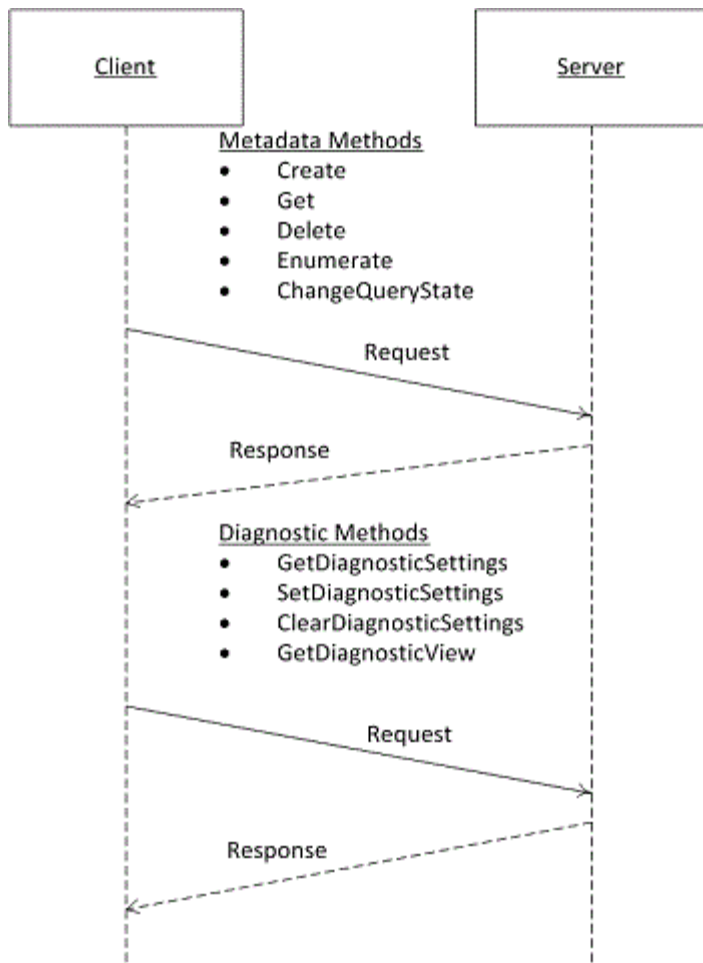 Client
Server
Metadata Methods
● Create
● Get
● Delete
● Enumerate
● ChangeQueryState
Request
Response
Diagnostic Methods
● GetDiagnosticSettings
● SetDiagnosticSettings
● ClearDiagnosticSettings
● GetDiagnosticView
Request
Response